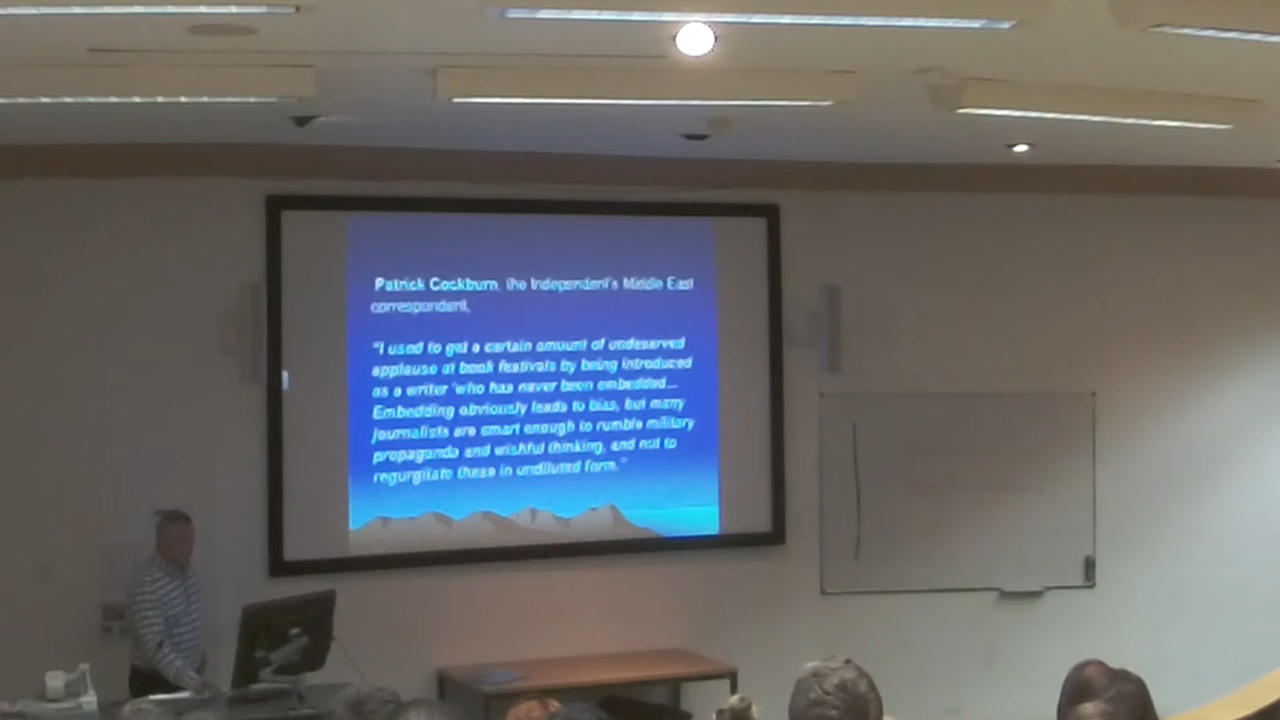 Patrick Cockburn, the Independent's Middle East
correspondent,
"I used to get a certain amount of undeserved
applause at book festivals by being introduced
as a writer 'who has never been embedded...
Embedding obviously leads to bias, but many
journalists are smart enough to rumble military
propaganda and wishful thinking, and not to
regurgitate these in undiluted form."